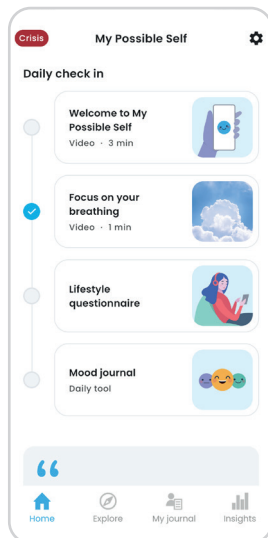 Crisis
My Possible Self
Daily check in
Welcome to My
Possible Self
Video · 3 min
Focus on your
breathing
Video · 1 min
Lifestyle
questionnaire
Mood journal
Daily tool
“
Home
Explore
My journal
Insights